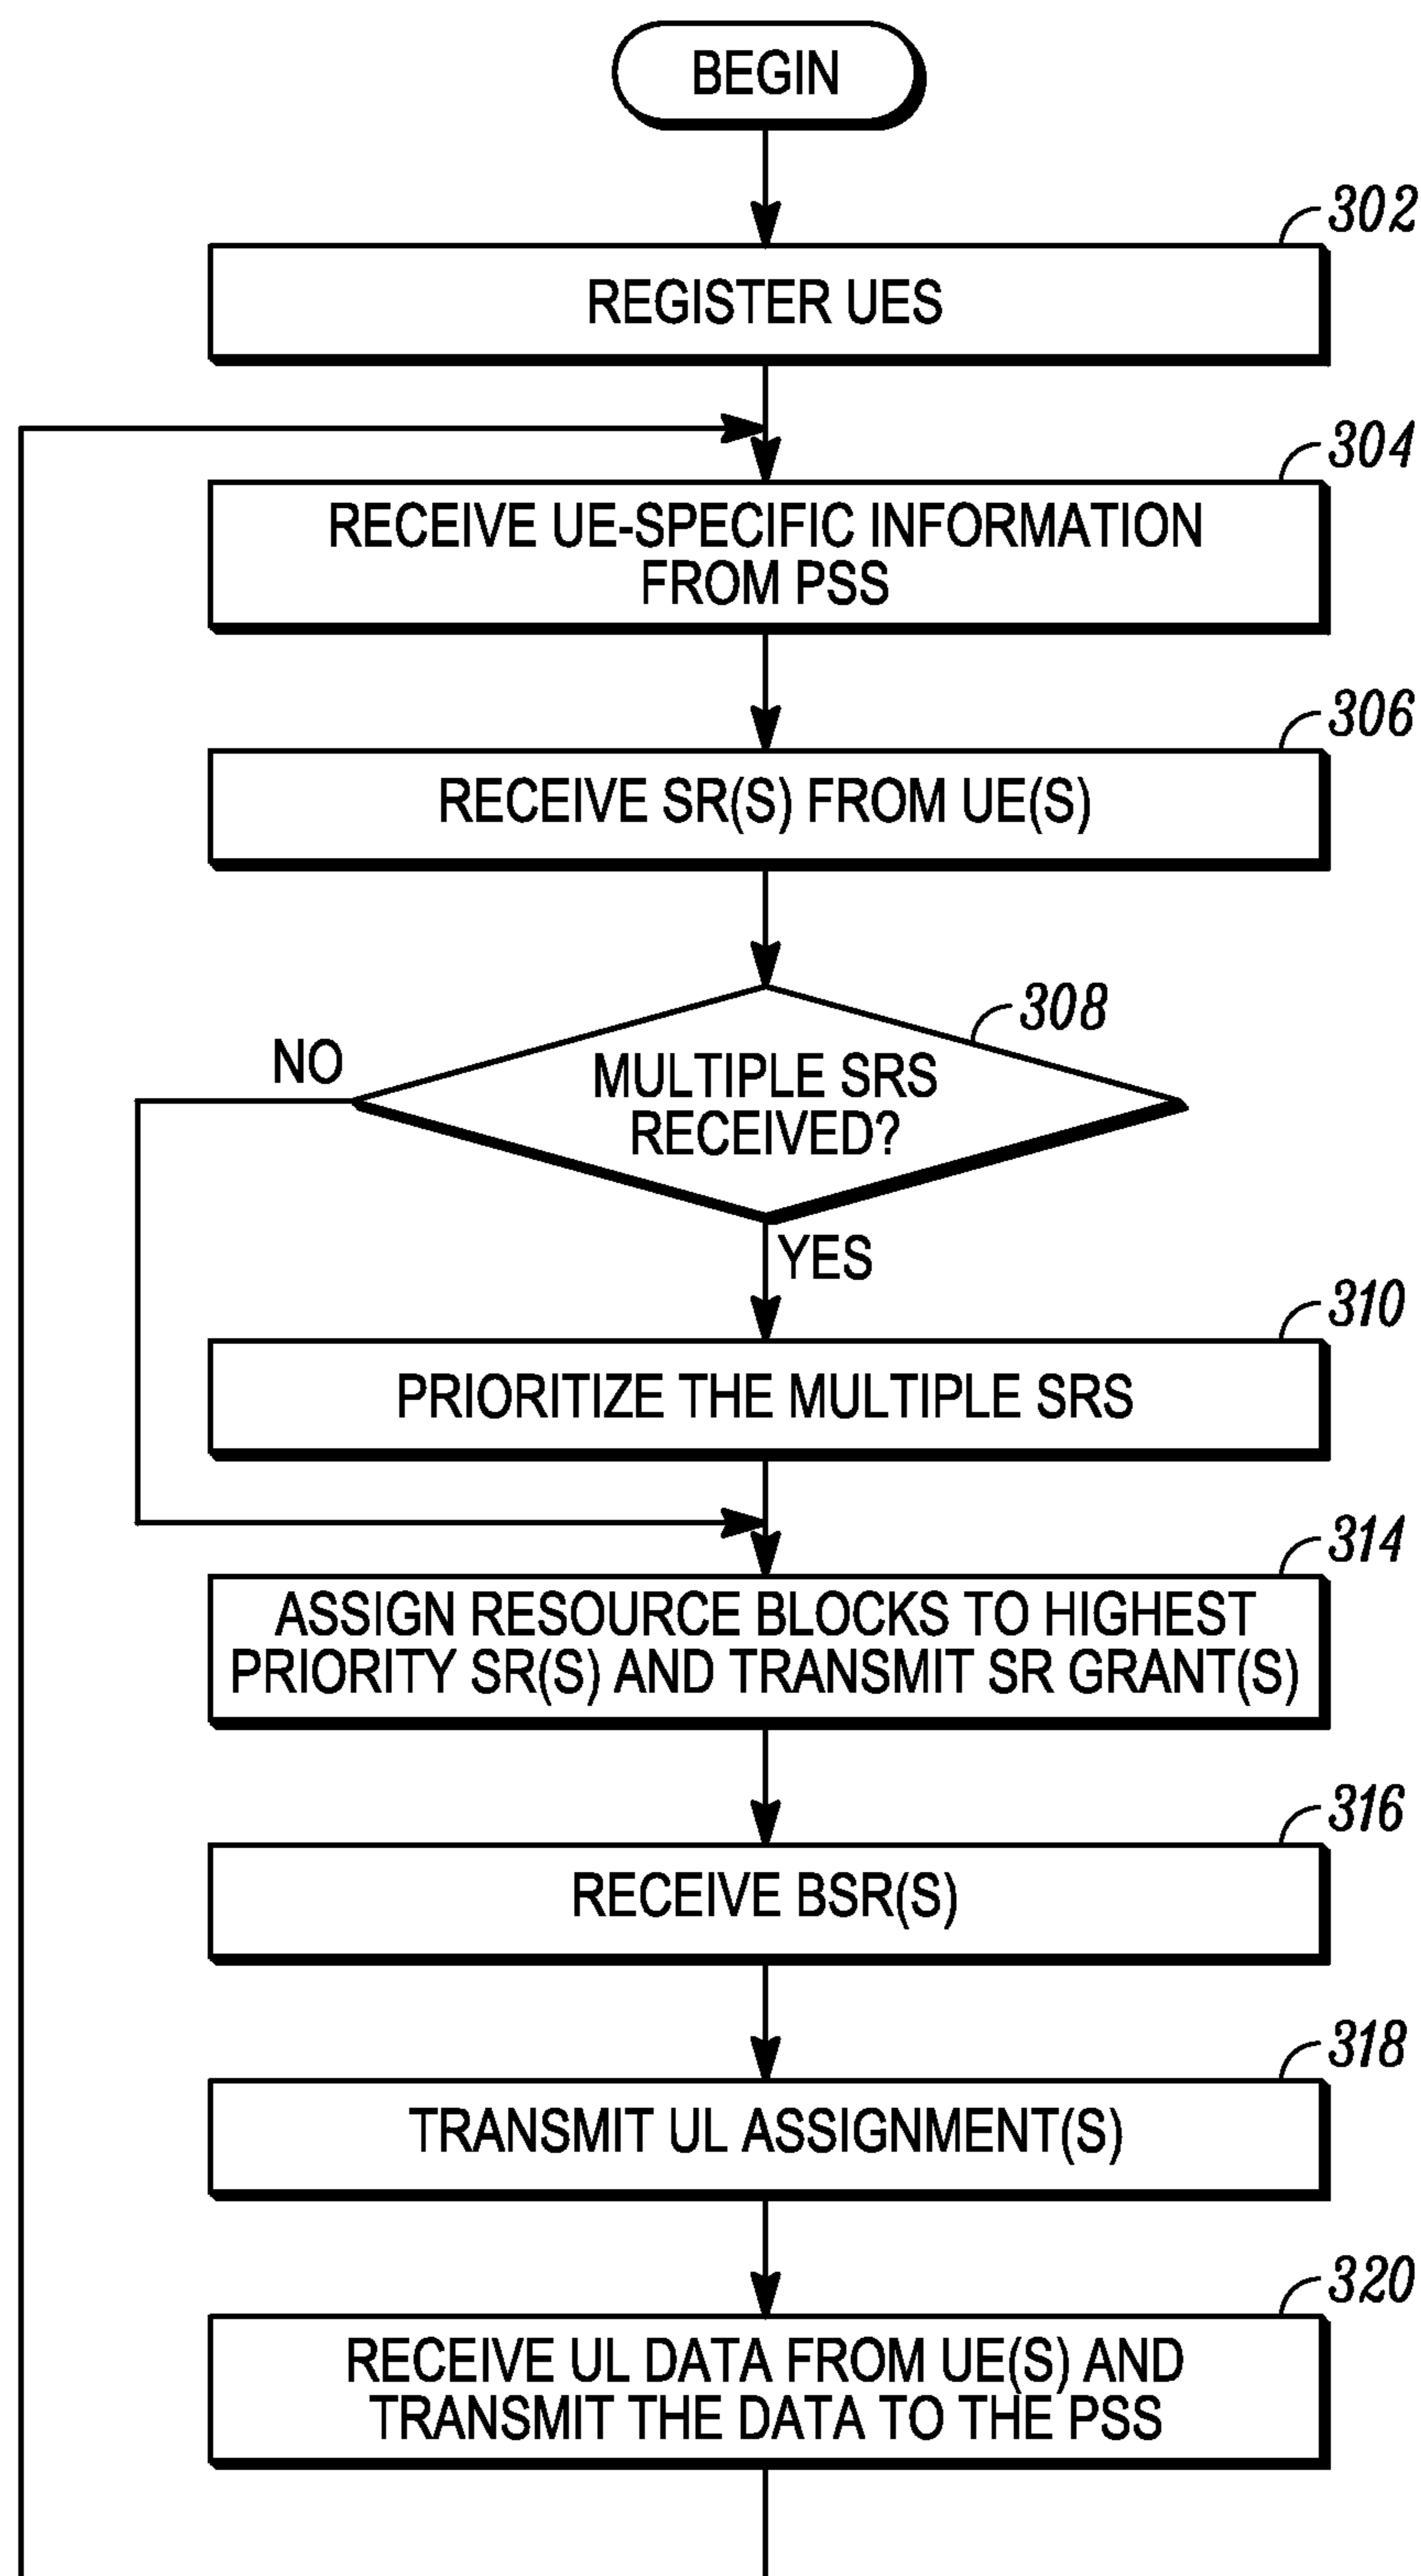 BEGIN
302
REGISTER UES
304
RECEIVE UE-SPECIFIC INFORMATION
FROM PSS
306
RECEIVE SR(S) FROM UE(S)
308
NO
MULTIPLE SRS
RECEIVED?
YES
310
PRIORITIZE THE MULTIPLE SRS
314
ASSIGN RESOURCE BLOCKS TO HIGHEST
PRIORITY SR(S) AND TRANSMIT SR GRANT(S)
316
RECEIVE BSR(S)
318
TRANSMIT UL ASSIGNMENT(S)
320
RECEIVE UL DATA FROM UE(S) AND
TRANSMIT THE DATA TO THE PSS